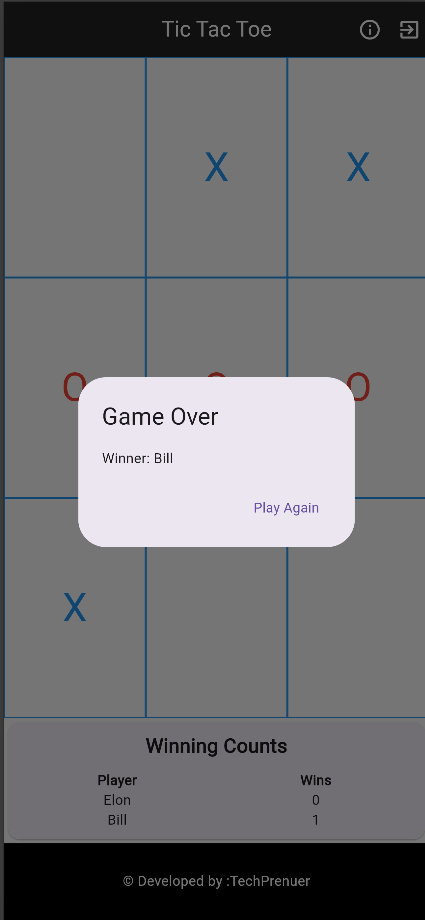 Tic Tac Toe
X X
O O O
Game Over
Winner: Bill
Play Again
X
Winning Counts
Player Wins
Elon 0
Bill 1
© Developed by :TechPrenuer